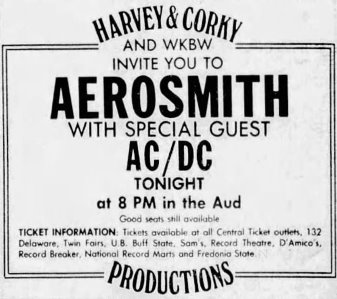 HARVEY & CORKY
AND WKBW
INVITE YOU TO
AEROSMITH
WITH SPECIAL GUEST
AC/DC
TONIGHT
at 8 PM in the Aud
Good seats still available
TICKET INFORMATION: Tickets available at all Central Ticket outlets, 132
Delaware, Twin Fairs, U.B. Buff State, Sam's, Record Theatre, D'Amico's,
Record Breaker, National Record Marts and Fredonia State.
PRODUCTIONS